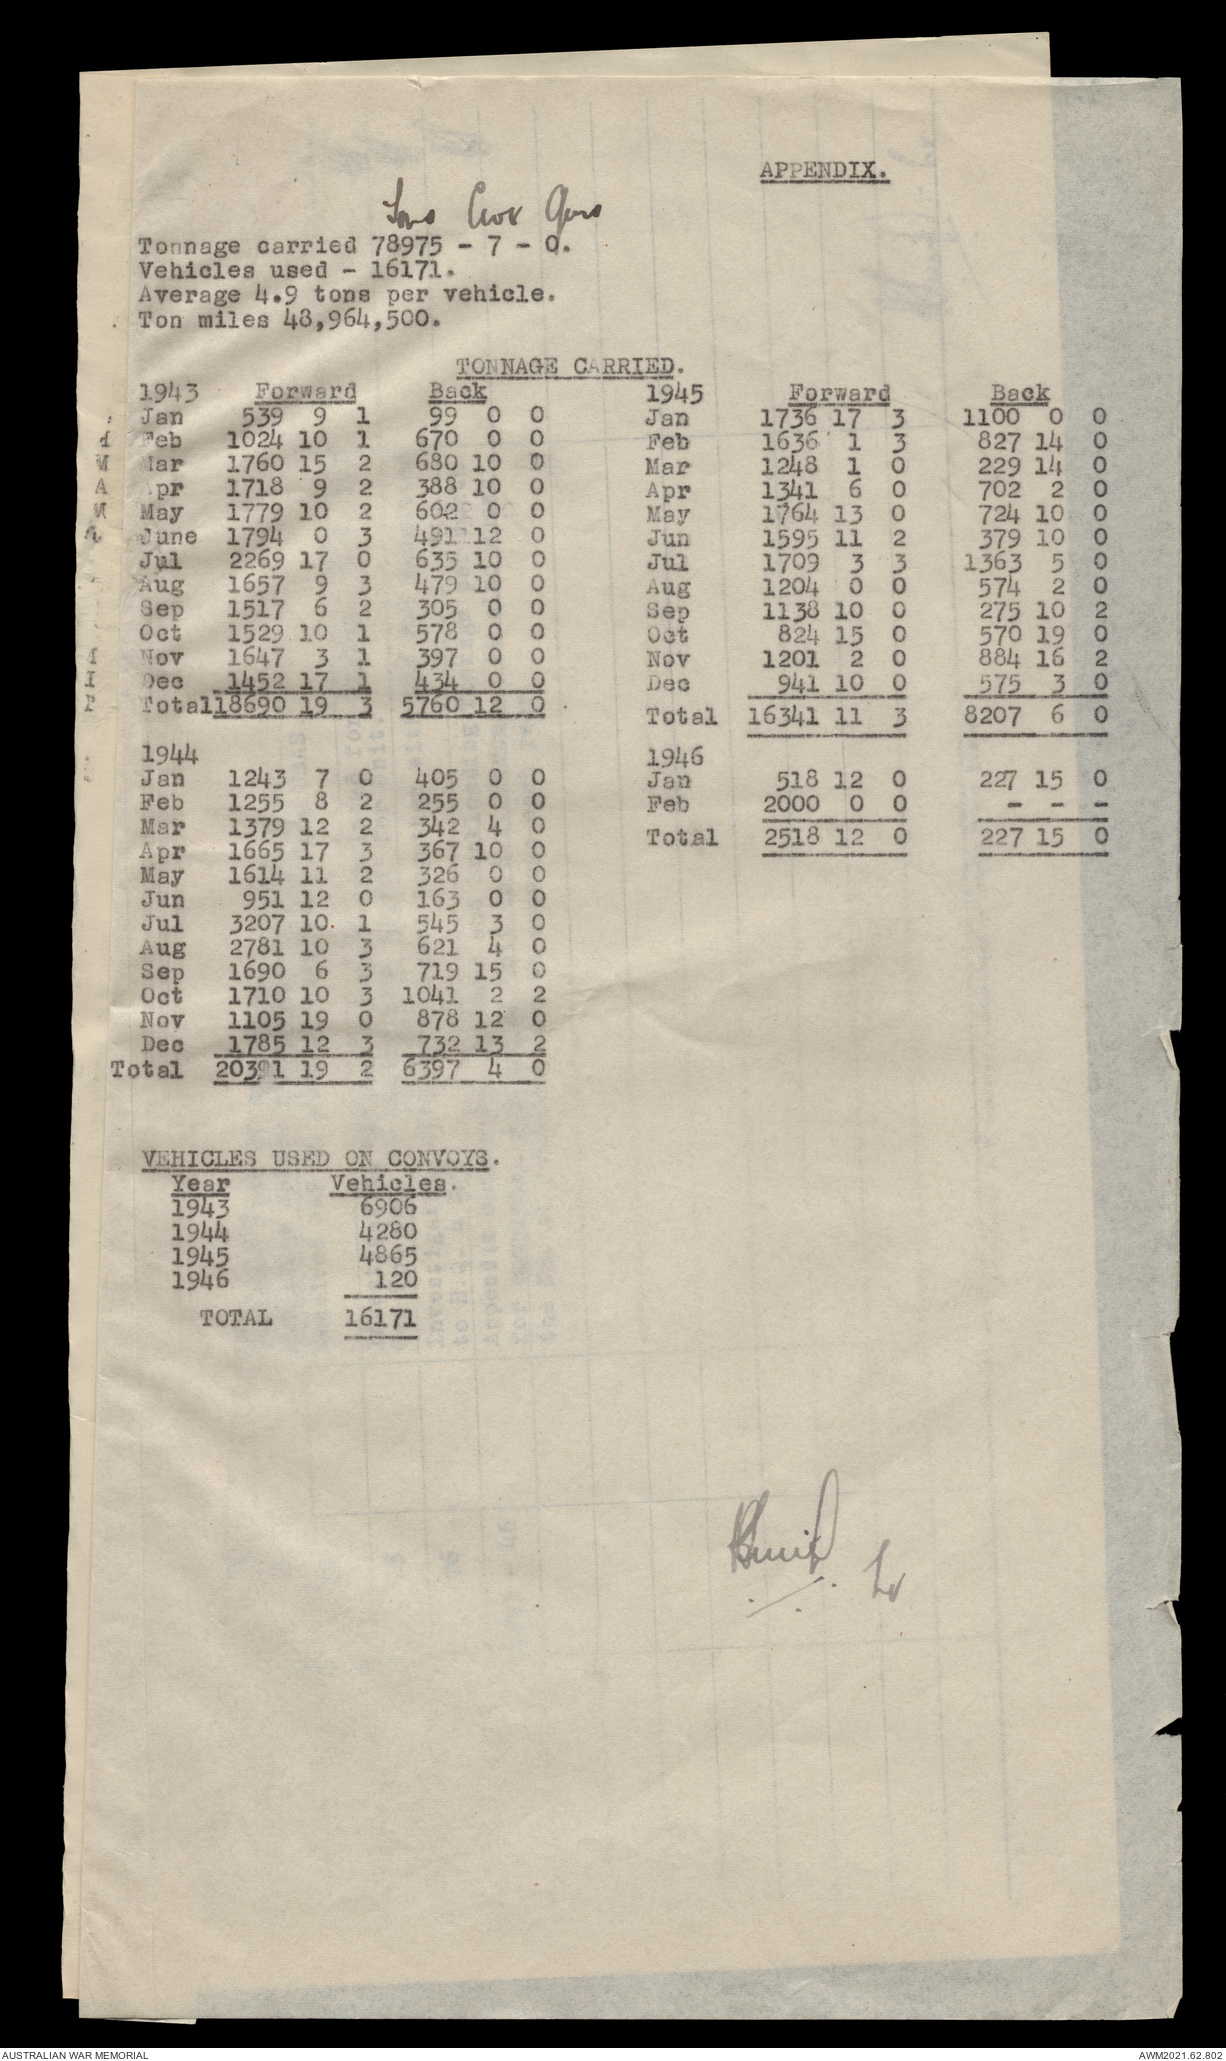 APPENDIX.
Tons Cwt Qurs
Tonnage carried 78975 - 7 - 0.
Vehicles used - 16171.
Average 4.9 tons per vehicle.
Ton miles 48,964,500.
TONNAGE CARRIED.
1943 Forward Back
Jan 539 9 1 99 0 0
Feb 1024 10 1 670 0 0
Mar 1760 15 2 680 10 0
Apr 1718 9 2 388 10 0
May 1779 10 2 602 0 0
June 1794 0 3 491 12 0
Jul 2269 17 0 635 10 0
Aug 1657 9 3 479 10 0
Sep 1517 6 2 305 0 0
Oct 1529 10 1 578 0 0
Nov 1647 3 1 397 0 0
Dec 1452 17 1 434 0 0
Total 18690 19 3 5760 12 0
1944
Jan 1243 7 0 405 0 0
Feb 1255 8 2 255 0 0
Mar 1379 12 2 342 4 0
Apr 1665 17 3 367 10 0
May 1614 11 2 326 0 0
Jun 951 12 0 163 0 0
Jul 3207 10 1 545 3 0
Aug 2781 10 3 621 4 0
Sep 1690 6 3 719 15 0
Oct 1710 10 3 1041 2 2
Nov 1105 19 0 878 12 0
Dec 1785 12 3 732 13 2
Total 20391 19 2 6397 4 0
1945 Forward Back
Jan 1736 17 3 1100 0 0
Feb 1636 1 3 827 14 0
Mar 1248 1 0 229 14 0
Apr 1341 6 0 702 2 0
May 1764 13 0 724 10 0
Jun 1595 11 2 379 10 0
Jul 1709 3 3 1363 5 0
Aug 1204 0 0 574 2 0
Sep 1138 10 0 275 10 2
Oct 824 15 0 570 19 0
Nov 1201 2 0 884 16 2
Dec 941 10 0 575 3 0
Total 16341 11 3 8207 6 0
1946
Jan 518 12 0 227 15 0
Feb 2000 0 0 - - -
Total 2518 12 0 227 15 0
VEHICLES USED ON CONVOYS.
Year Vehicles.
1943 6906
1944 4280
1945 4865
1946 120
TOTAL 16171
AUSTRALIAN WAR MEMORIAL
AWM2021.62.802